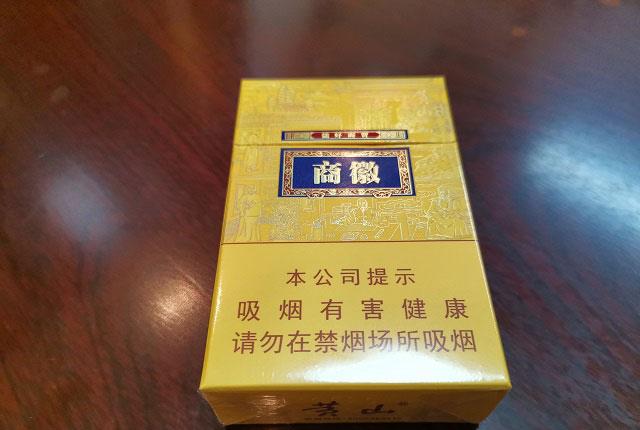 商徽
本公司提示
吸烟有害健康
请勿在禁烟场所吸烟
黄山®